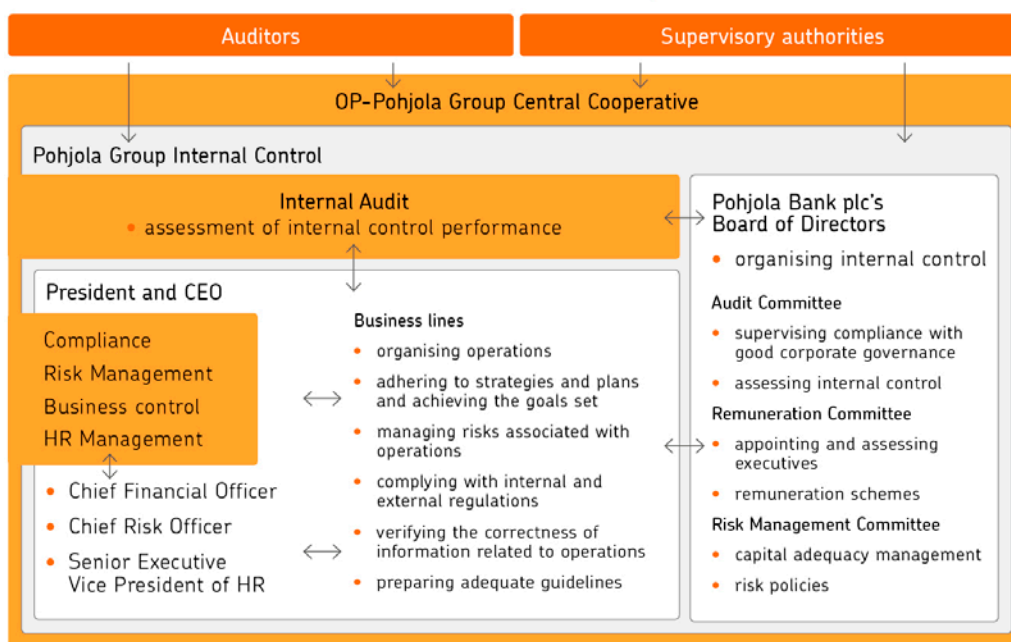 Auditors
Supervisory authorities
OP-Pohjola Group Central Cooperative
Pohjola Group Internal Control
Internal Audit
• assessment of internal control performance
President and CEO
Compliance
Risk Management
Business control
HR Management
• Chief Financial Officer
• Chief Risk Officer
• Senior Executive
Vice President of HR
Business lines
• organising operations
• adhering to strategies and plans
and achieving the goals set
• managing risks associated with
operations
• complying with internal and
external regulations
• verifying the correctness of
information related to operations
• preparing adequate guidelines
Pohjola Bank plc's
Board of Directors
• organising internal control
Audit Committee
• supervising compliance with
good corporate governance
• assessing internal control
Remuneration Committee
• appointing and assessing
executives
• remuneration schemes
Risk Management Committee
• capital adequacy management
• risk policies